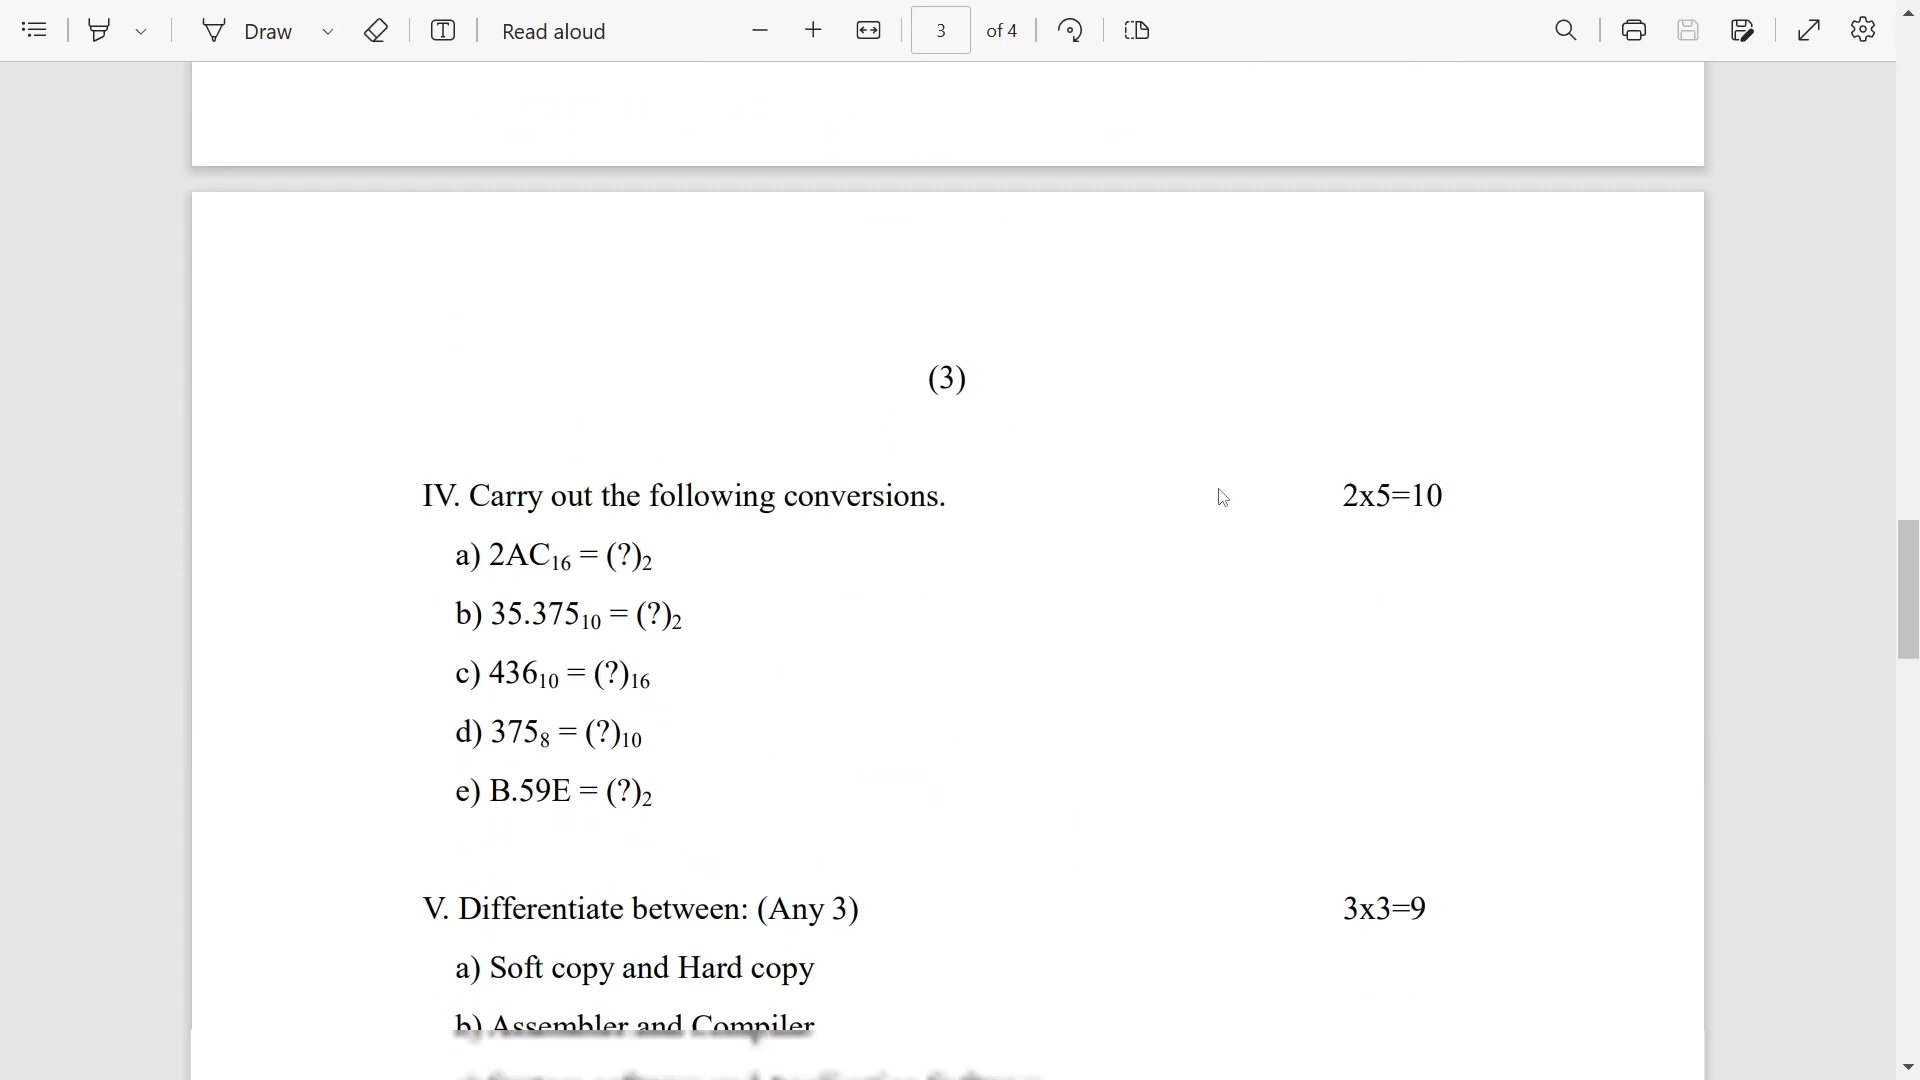 Draw
Read aloud
3 of 4
(3)
IV. Carry out the following conversions. 2x5=10
a) 2AC₁₆ = (?)₂
b) 35.375₁₀ = (?)₂
c) 436₁₀ = (?)₁₆
d) 375₈ = (?)₁₀
e) B.59E = (?)₂
V. Differentiate between: (Any 3) 3x3=9
a) Soft copy and Hard copy
b) Assembler and Compiler